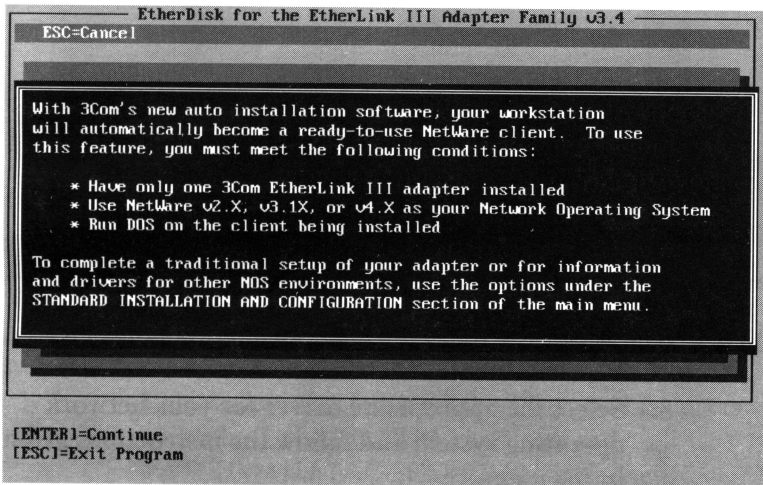 EtherDisk for the EtherLink III Adapter Family v3.4
ESC=Cancel
With 3Com's new auto installation software, your workstation
will automatically become a ready-to-use NetWare client.  To use
this feature, you must meet the following conditions:
* Have only one 3Com EtherLink III adapter installed
* Use NetWare v2.X, v3.1X, or v4.X as your Network Operating System
* Run DOS on the client being installed
To complete a traditional setup of your adapter or for information
and drivers for other NOS environments, use the options under the
STANDARD INSTALLATION AND CONFIGURATION section of the main menu.
[ENTER]=Continue
[ESC]=Exit Program